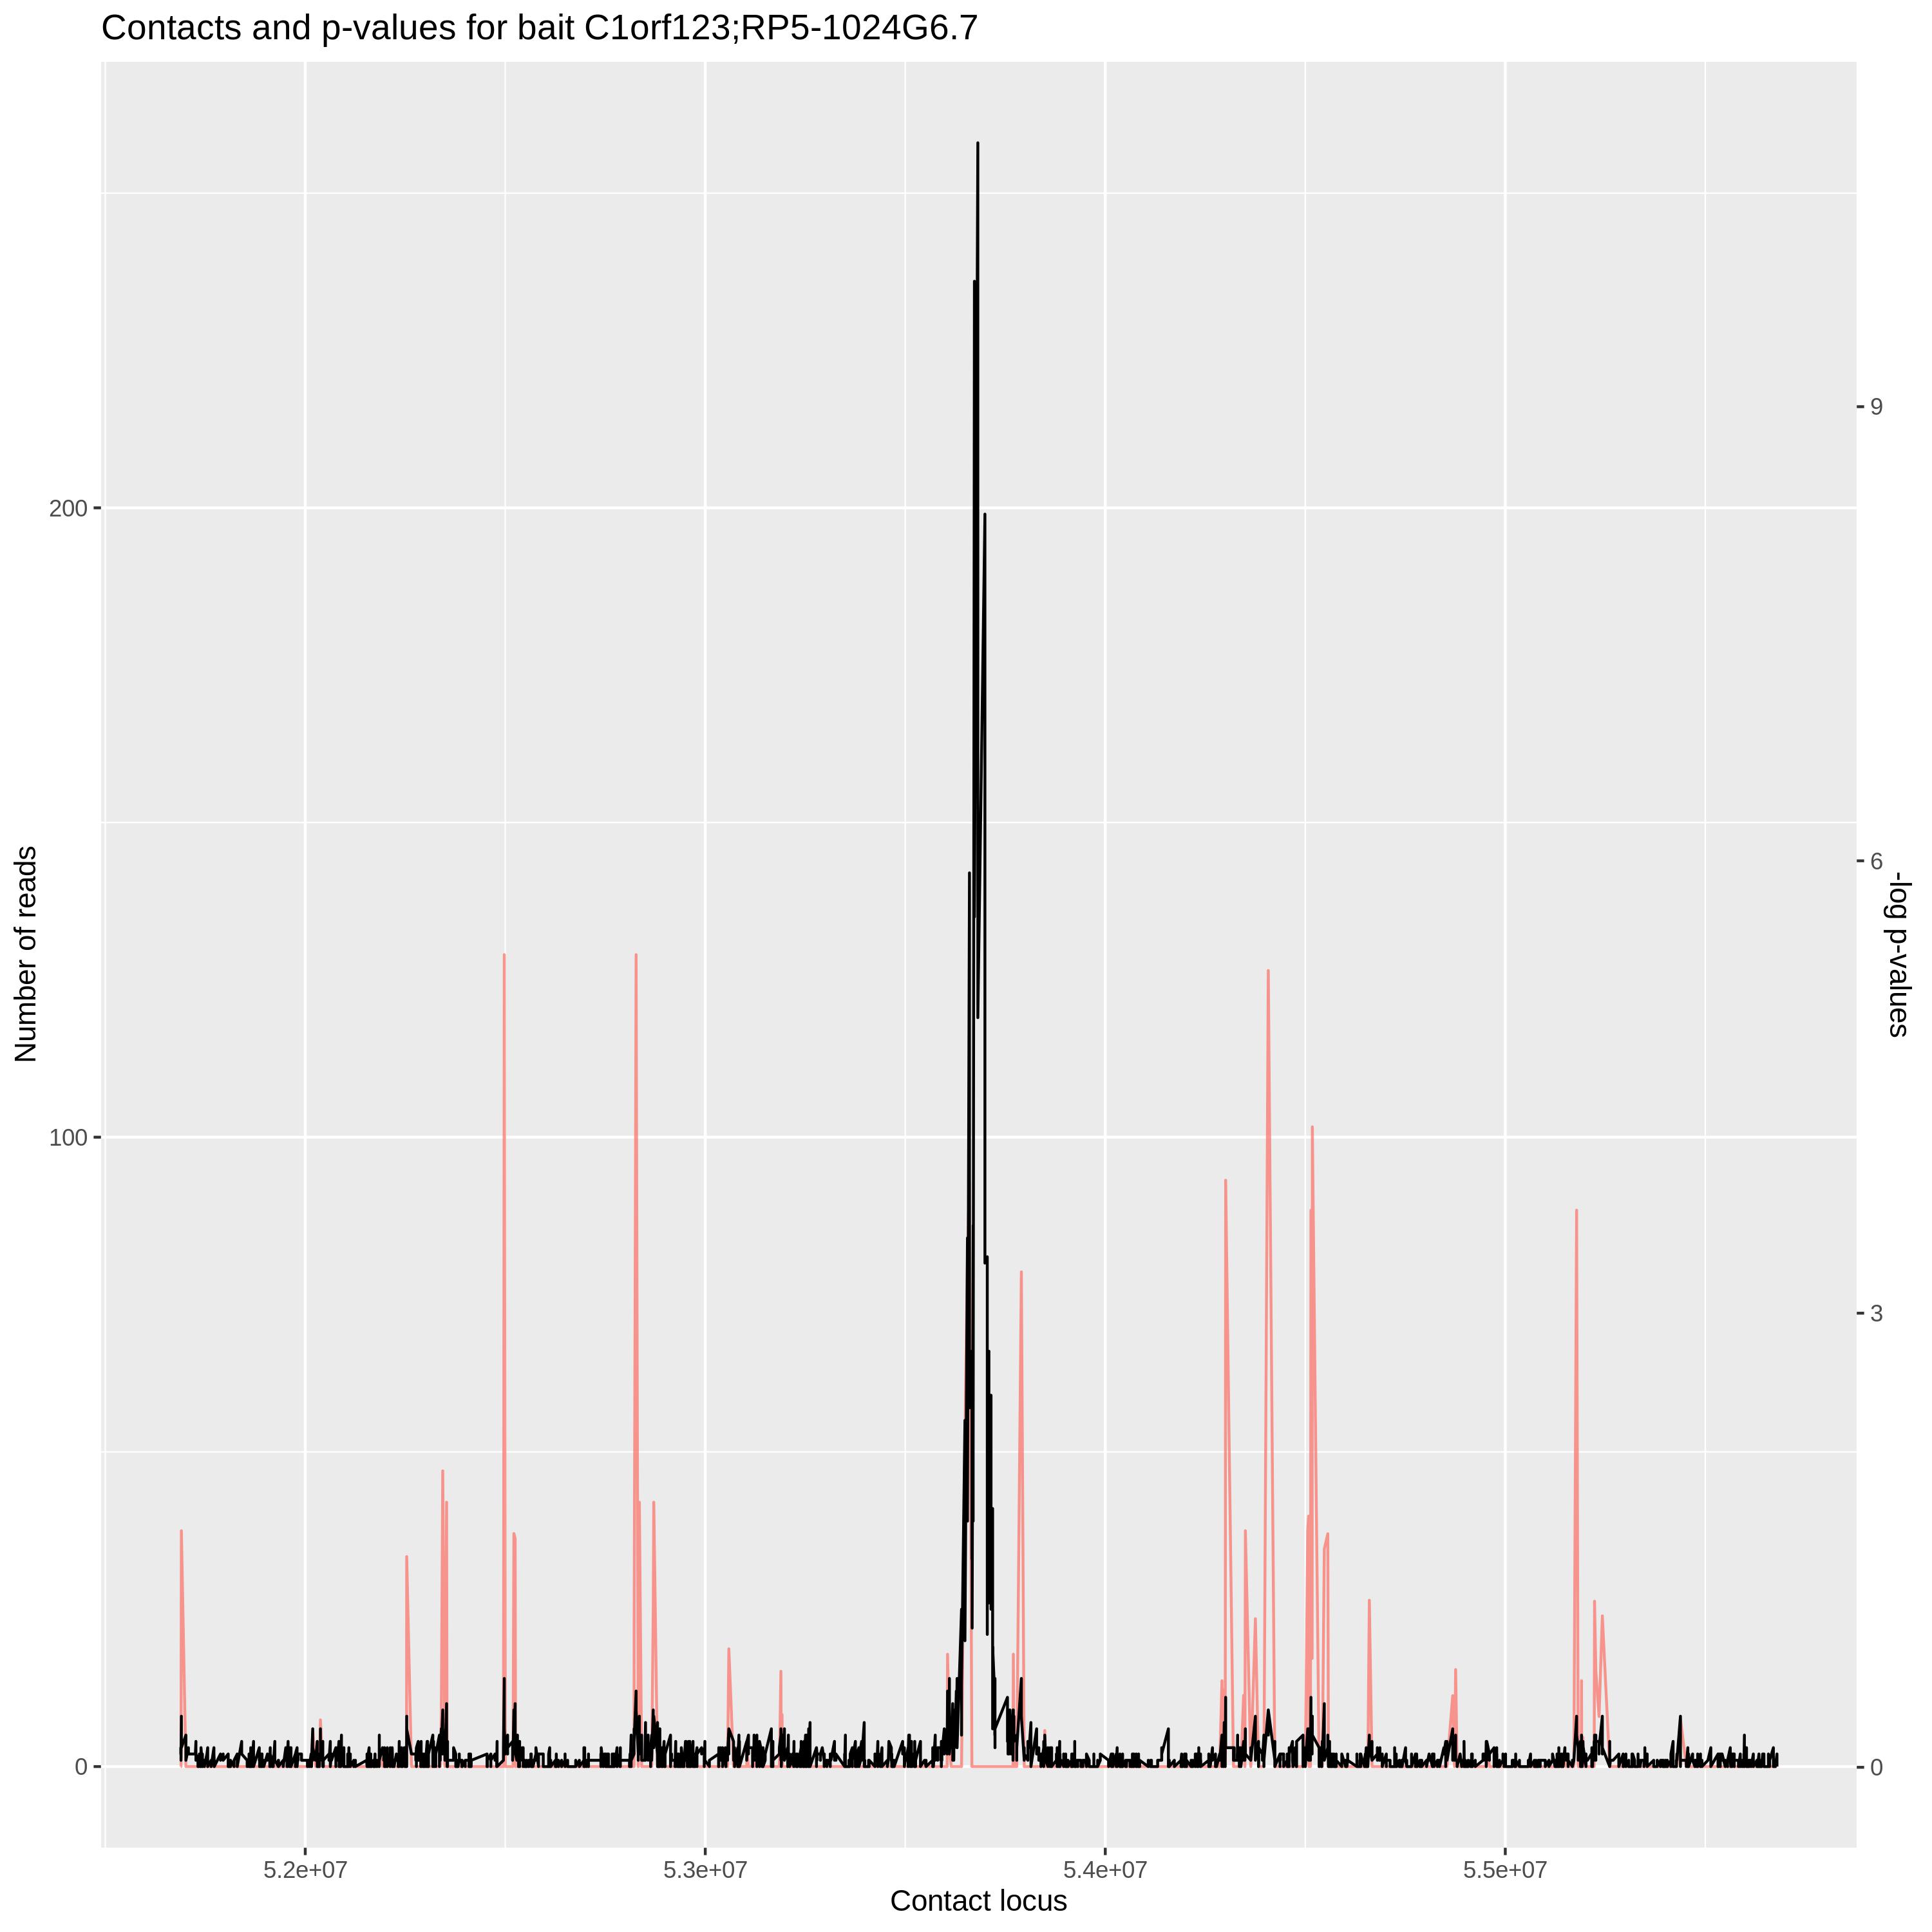 Contacts and p-values for bait C1orf123;RP5-1024G6.7
Number of reads
200
100
0
9
6
3
0
-log p-values
5.2e+07
5.3e+07
5.4e+07
5.5e+07
Contact locus